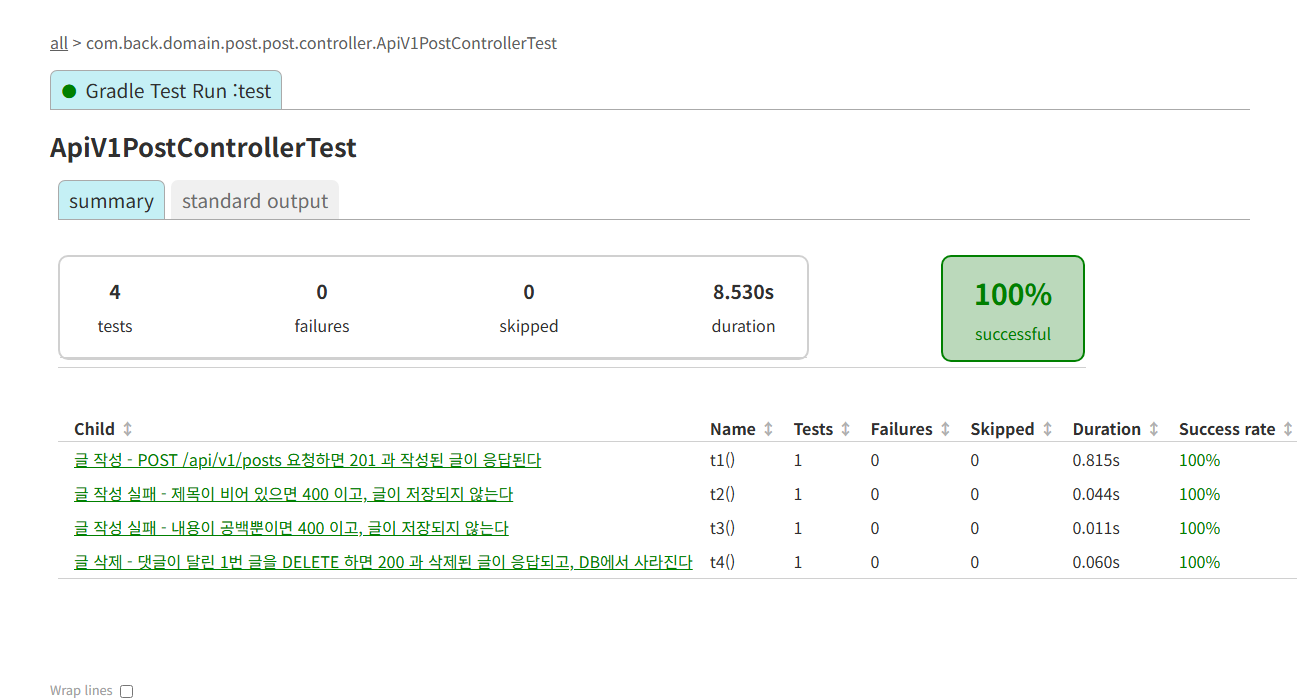 all > com.back.domain.post.post.controller.ApiV1PostControllerTest
Gradle Test Run :test
ApiV1PostControllerTest
summary standard output
4 0 0 8.530s 100%
tests failures skipped duration successful
Child Name Tests Failures Skipped Duration Success rate
글 작성 - POST /api/v1/posts 요청하면 201 과 작성된 글이 응답된다 t1() 1 0 0 0.815s 100%
글 작성 실패 - 제목이 비어 있으면 400 이고, 글이 저장되지 않는다 t2() 1 0 0 0.044s 100%
글 작성 실패 - 내용이 공백뿐이면 400 이고, 글이 저장되지 않는다 t3() 1 0 0 0.011s 100%
글 삭제 - 댓글이 달린 1번 글을 DELETE 하면 200 과 삭제된 글이 응답되고, DB에서 사라진다 t4() 1 0 0 0.060s 100%
Wrap lines